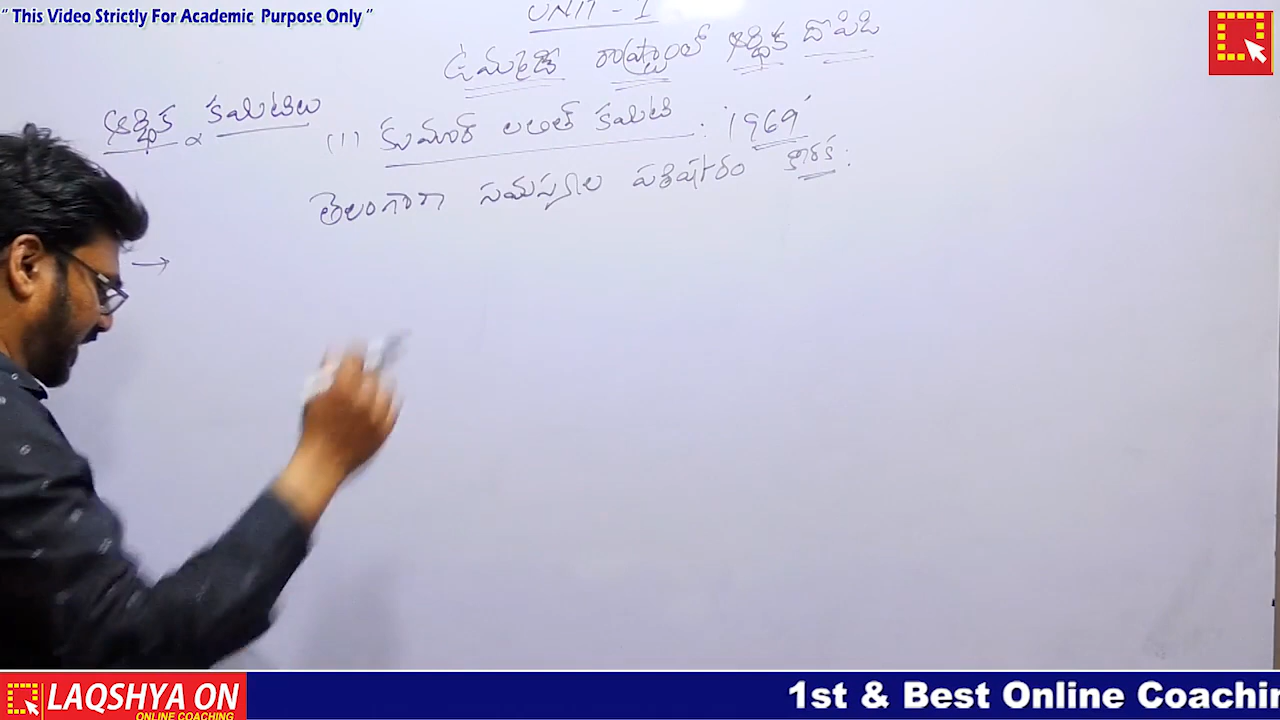 “ This Video Strictly For Academic Purpose Only ”
UNIT - I
ఉమ్మడి రాష్ట్రంలో ఆర్థిక దోపిడి
ఆర్థిక కమిటీలు
(1) కుమార్ లలిత్ కమిటి : '1969'
తెలంగాణ సమస్యల పరిష్కారం కొరకే :
→
LAQSHYA ON
ONLINE COACHING
1st & Best Online Coachin